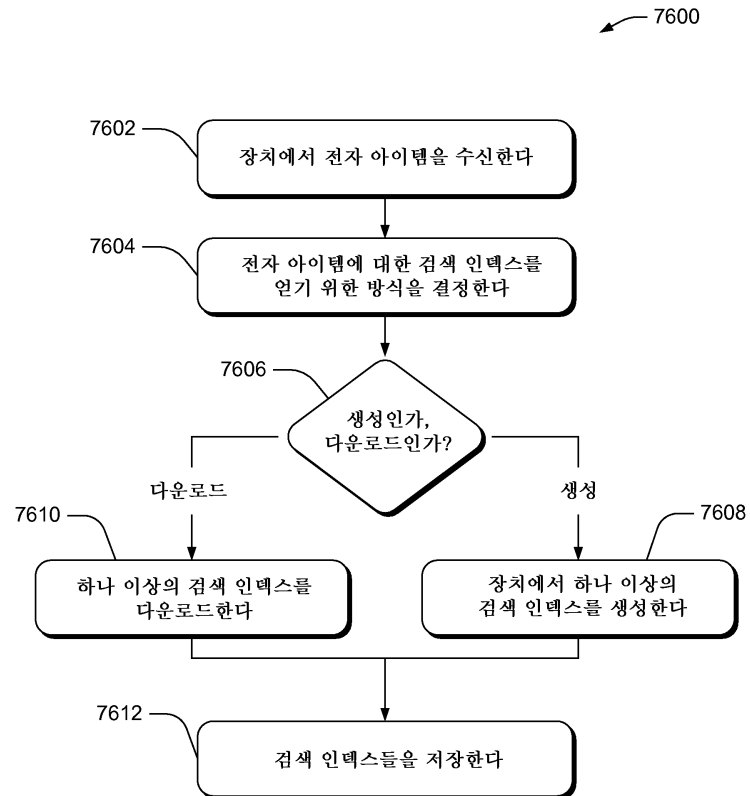 7600
7602
장치에서 전자 아이템을 수신한다
7604
전자 아이템에 대한 검색 인덱스를
얻기 위한 방식을 결정한다
7606
생성인가,
다운로드인가?
다운로드
생성
7610
7608
하나 이상의 검색 인덱스를
다운로드한다
장치에서 하나 이상의
검색 인덱스를 생성한다
7612
검색 인덱스들을 저장한다